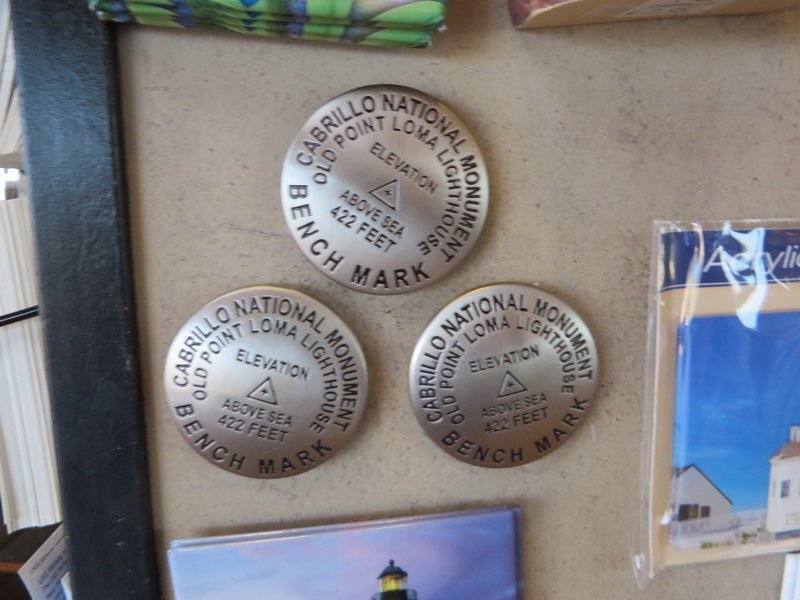 CABRILLO NATIONAL MONUMENT
OLD POINT LOMA LIGHTHOUSE
ELEVATION
ABOVE SEA
422 FEET
BENCH MARK
CABRILLO NATIONAL MONUMENT
OLD POINT LOMA LIGHTHOUSE
ELEVATION
ABOVE SEA
422 FEET
BENCH MARK
CABRILLO NATIONAL MONUMENT
OLD POINT LOMA LIGHTHOUSE
ELEVATION
ABOVE SEA
422 FEET
BENCH MARK
Acrylic